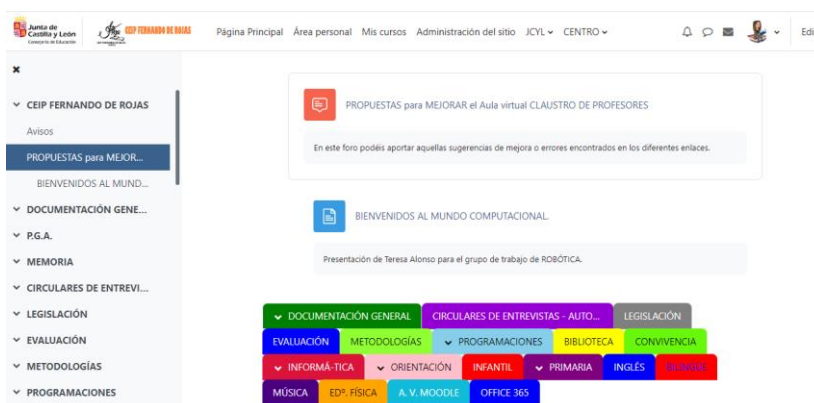 Junta de
Castilla y León
Consejería de Educación
CEIP FERNANDO DE ROJAS
Página Principal Área personal Mis cursos Administración del sitio JCYL CENTRO
Edi
CEIP FERNANDO DE ROJAS
Avisos
PROPUESTAS para MEJOR...
BIENVENIDOS AL MUND...
DOCUMENTACIÓN GENE...
P.G.A.
MEMORIA
CIRCULARES DE ENTREVI...
LEGISLACIÓN
EVALUACIÓN
METODOLOGÍAS
PROGRAMACIONES
PROPUESTAS para MEJORAR el Aula virtual CLAUSTRO DE PROFESORES
En este foro podéis aportar aquellas sugerencias de mejora o errores encontrados en los diferentes enlaces.
BIENVENIDOS AL MUNDO COMPUTACIONAL.
Presentación de Teresa Alonso para el grupo de trabajo de ROBÓTICA.
DOCUMENTACIÓN GENERAL CIRCULARES DE ENTREVISTAS - AUTO... LEGISLACIÓN
EVALUACIÓN METODOLOGÍAS PROGRAMACIONES BIBLIOTECA CONVIVENCIA
INFORMÁ-TICA ORIENTACIÓN INFANTIL PRIMARIA INGLÉS BILINGÜE
MÚSICA EDº. FÍSICA A. V. MOODLE OFFICE 365